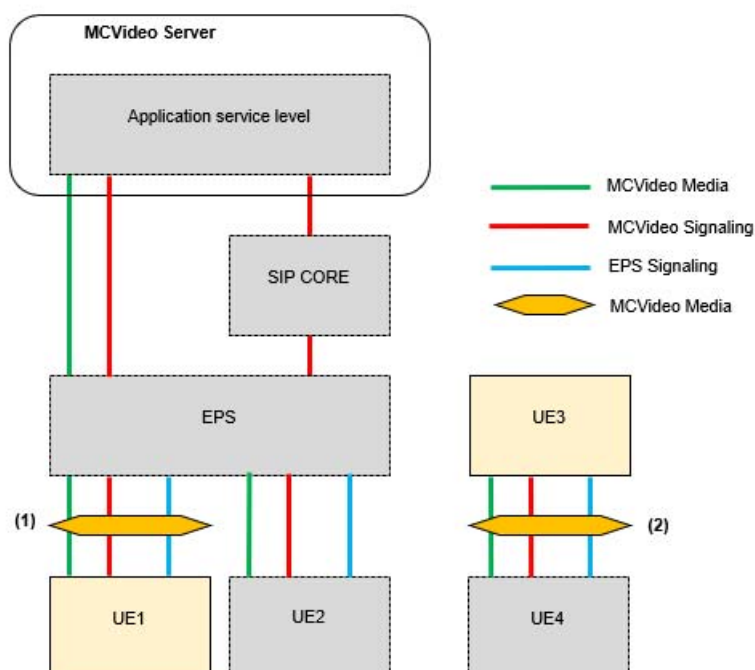 MCVideo Server
Application service level
MCVideo Media
MCVideo Signaling
SIP CORE
EPS Signaling
MCVideo Media
EPS
UE3
(1)
(2)
UE1
UE2
UE4